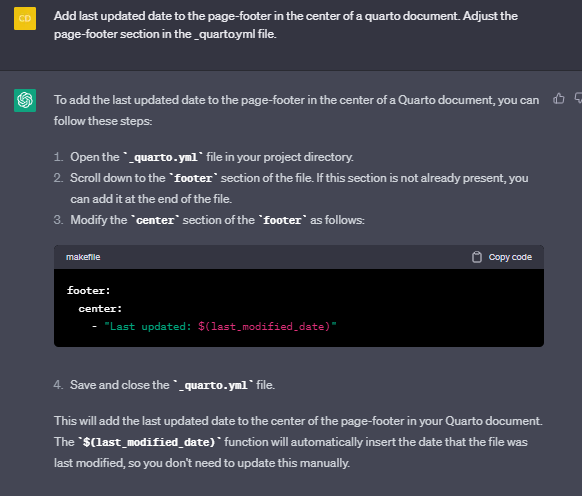 CD
Add last updated date to the page-footer in the center of a quarto document. Adjust the
page-footer section in the _quarto.yml file.
To add the last updated date to the page-footer in the center of a Quarto document, you can
follow these steps:
1. Open the `_quarto.yml` file in your project directory.
2. Scroll down to the `footer` section of the file. If this section is not already present, you
can add it at the end of the file.
3. Modify the `center` section of the `footer` as follows:
makefile Copy code
footer:
center:
- "Last updated: $(last_modified_date)"
4. Save and close the `_quarto.yml` file.
This will add the last updated date to the center of the page-footer in your Quarto document.
The `$(last_modified_date)` function will automatically insert the date that the file was
last modified, so you don't need to update this manually.